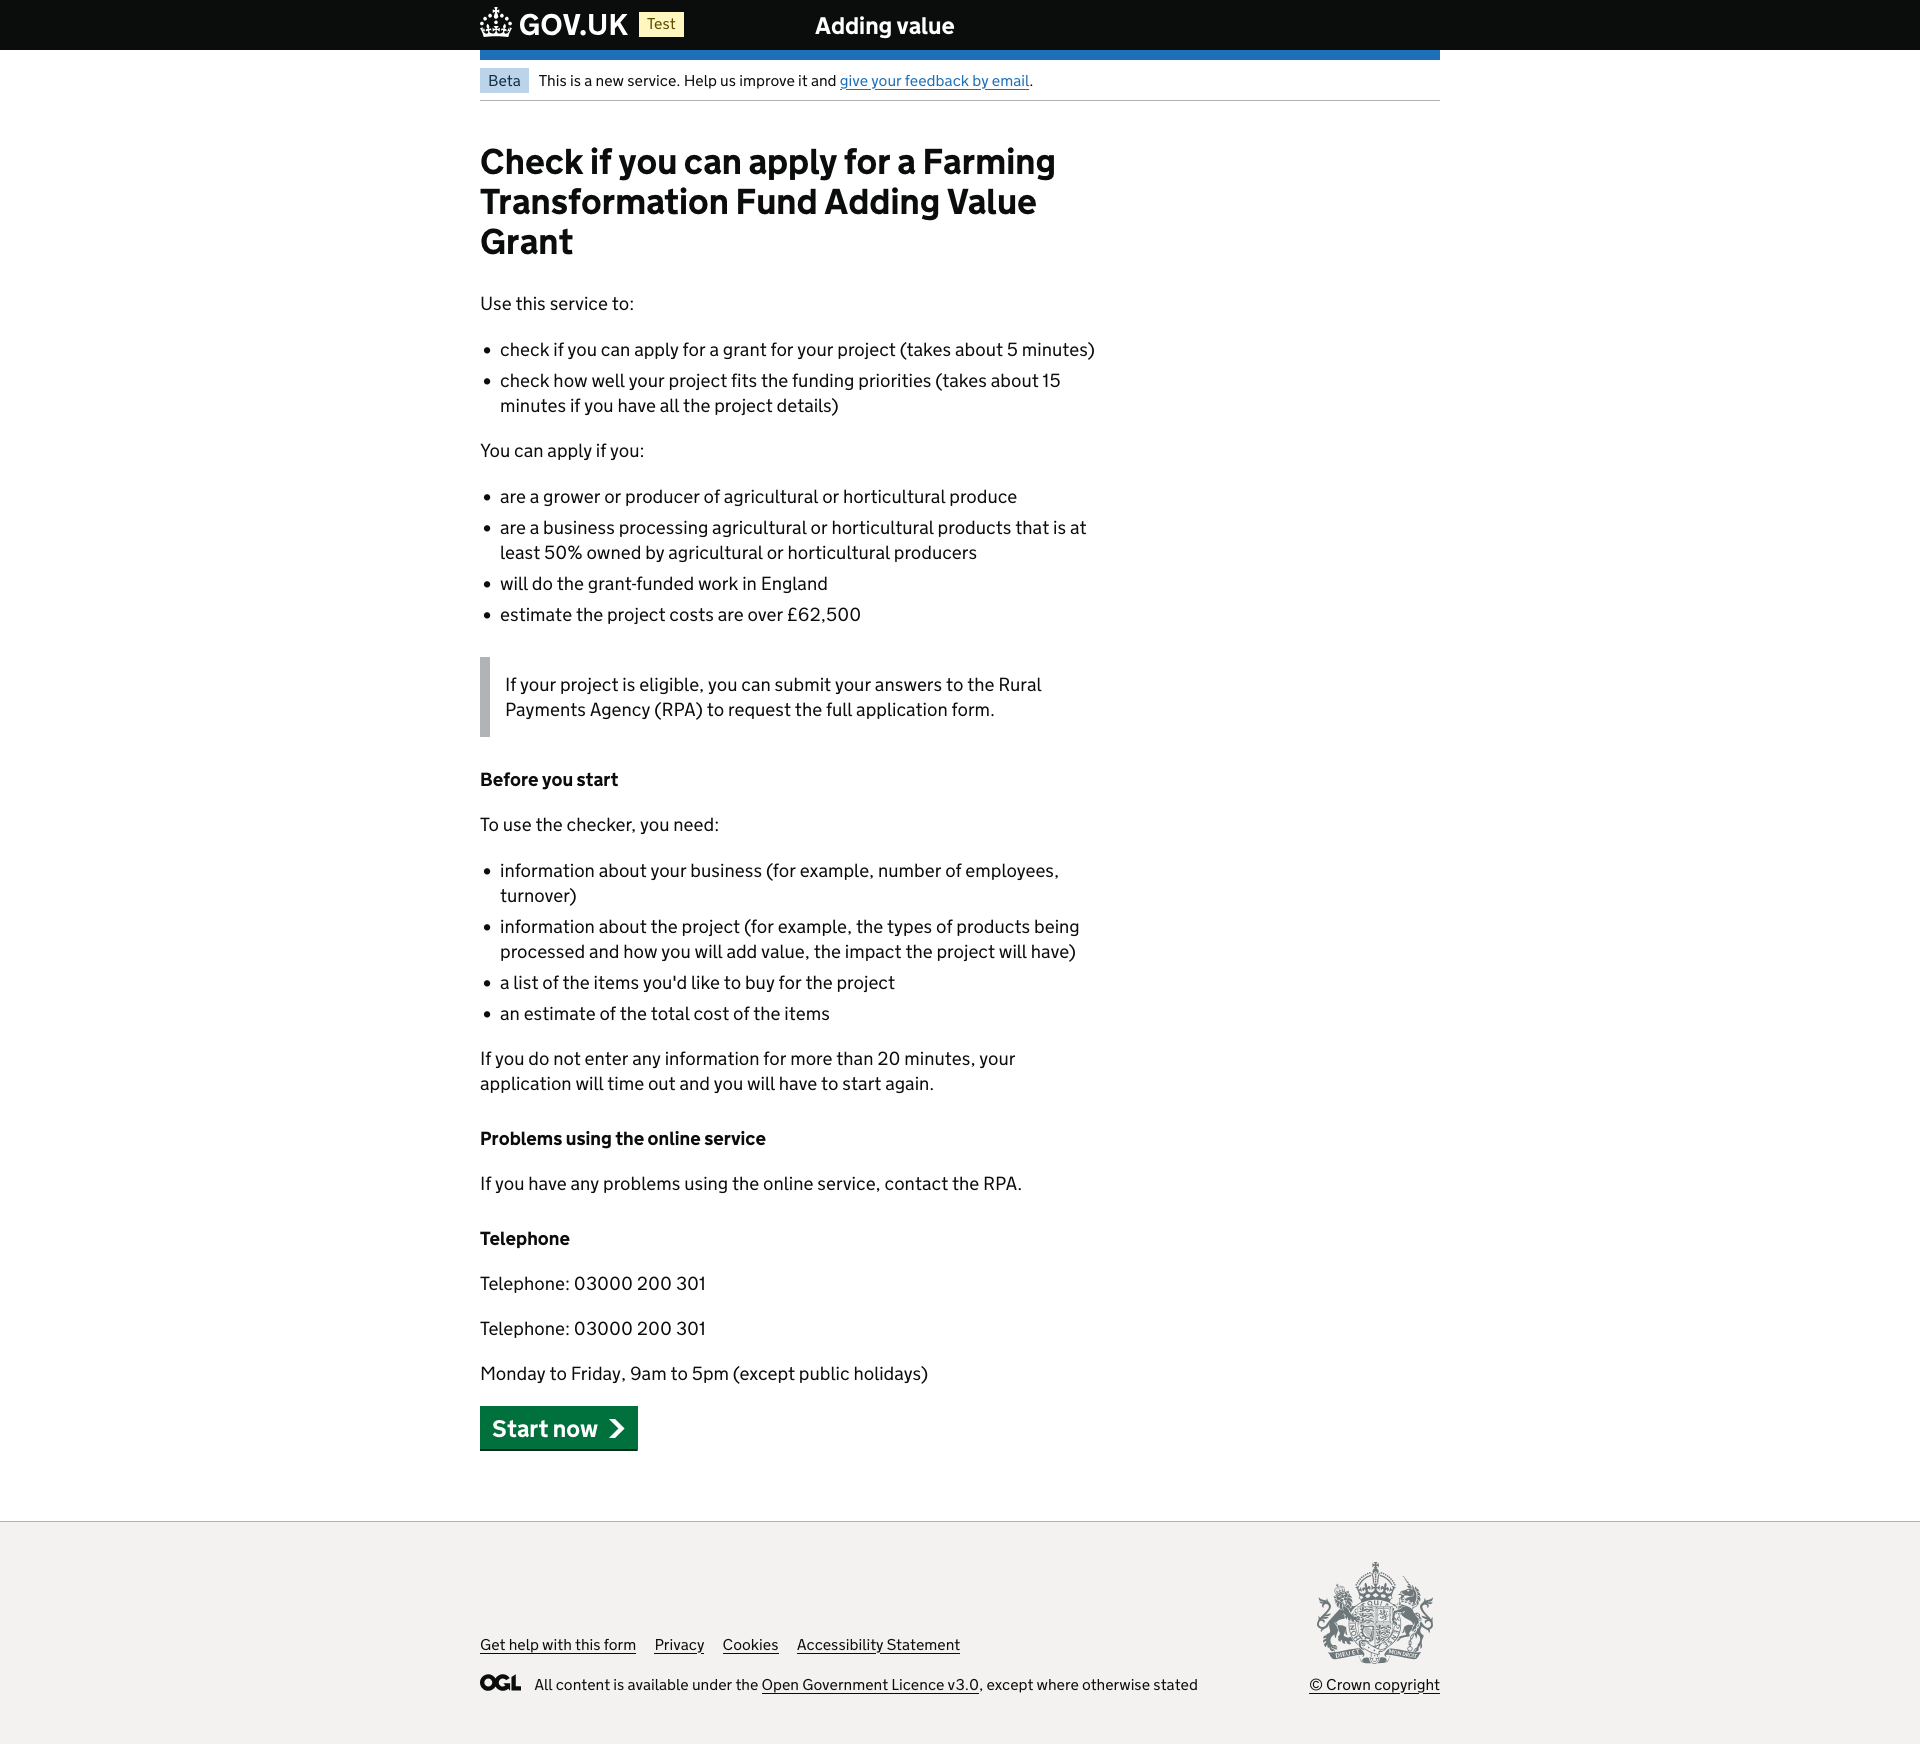 GOV.UK Test Adding value
Beta This is a new service. Help us improve it and give your feedback by email.
Check if you can apply for a Farming
Transformation Fund Adding Value
Grant
Use this service to:
• check if you can apply for a grant for your project (takes about 5 minutes)
• check how well your project fits the funding priorities (takes about 15
minutes if you have all the project details)
You can apply if you:
• are a grower or producer of agricultural or horticultural produce
• are a business processing agricultural or horticultural products that is at
least 50% owned by agricultural or horticultural producers
• will do the grant-funded work in England
• estimate the project costs are over £62,500
If your project is eligible, you can submit your answers to the Rural
Payments Agency (RPA) to request the full application form.
Before you start
To use the checker, you need:
• information about your business (for example, number of employees,
turnover)
• information about the project (for example, the types of products being
processed and how you will add value, the impact the project will have)
• a list of the items you'd like to buy for the project
• an estimate of the total cost of the items
If you do not enter any information for more than 20 minutes, your
application will time out and you will have to start again.
Problems using the online service
If you have any problems using the online service, contact the RPA.
Telephone
Telephone: 03000 200 301
Telephone: 03000 200 301
Monday to Friday, 9am to 5pm (except public holidays)
Start now
Get help with this form Privacy Cookies Accessibility Statement
OGL All content is available under the Open Government Licence v3.0, except where otherwise stated
© Crown copyright